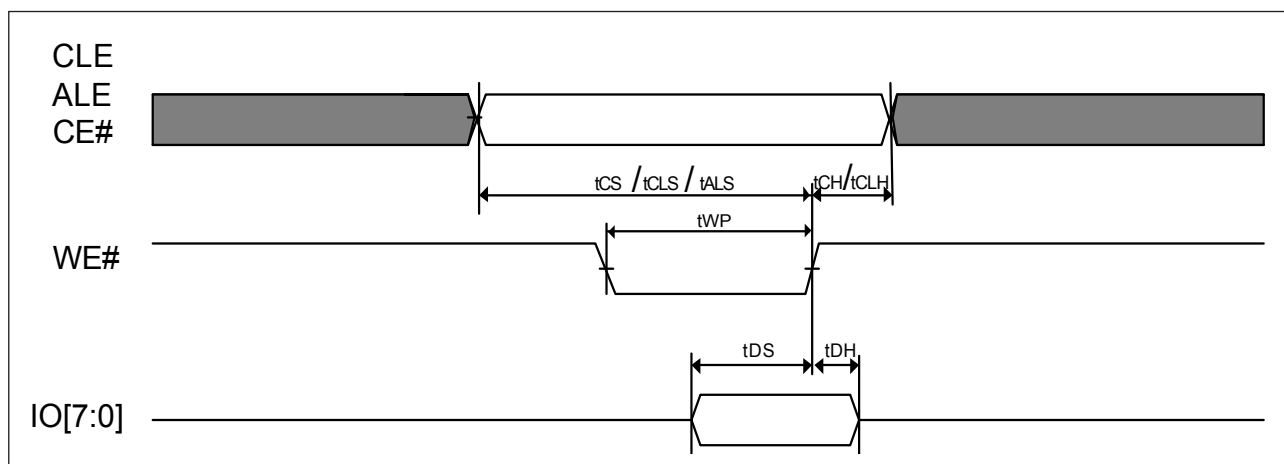 CLE
ALE
CE#
tCS / tCLS / tALS
tCH/tCLH
tWP
WE#
tDS
tDH
IO[7:0]